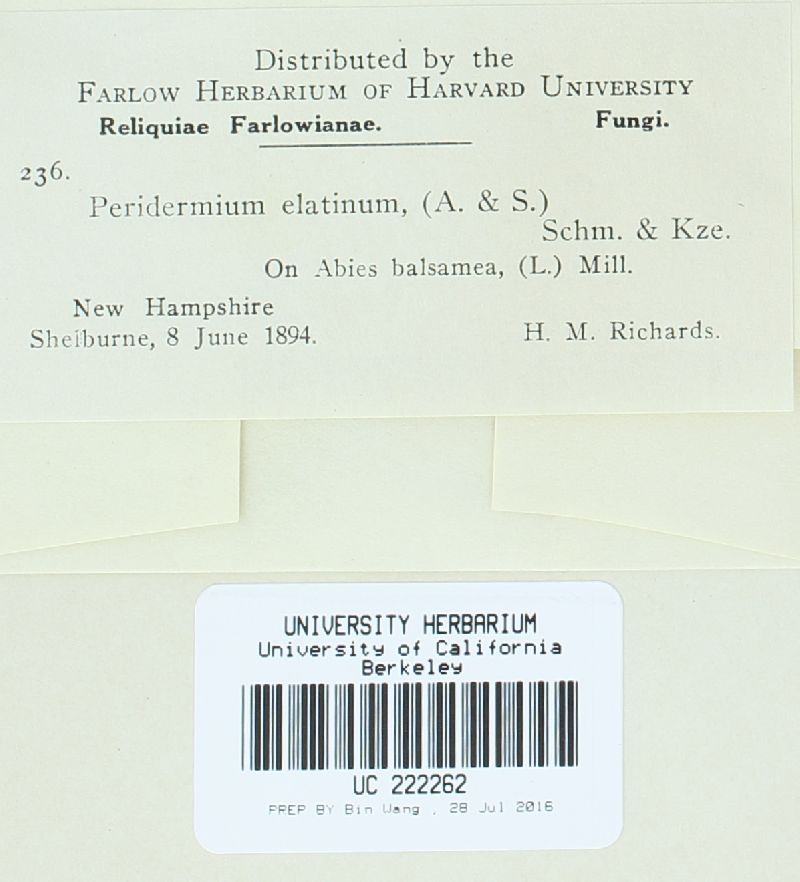 Distributed by the
FARLOW HERBARIUM OF HARVARD UNIVERSITY
Reliquiae Farlowianae. Fungi.
236.
Peridermium elatinum, (A. & S.)
Schm. & Kze.
On Abies balsamea, (L.) Mill.
New Hampshire
Shelburne, 8 June 1894. H. M. Richards.
UNIVERSITY HERBARIUM
University of California
Berkeley
UC 222262
PREP BY Bin Wang , 28 Jul 2016